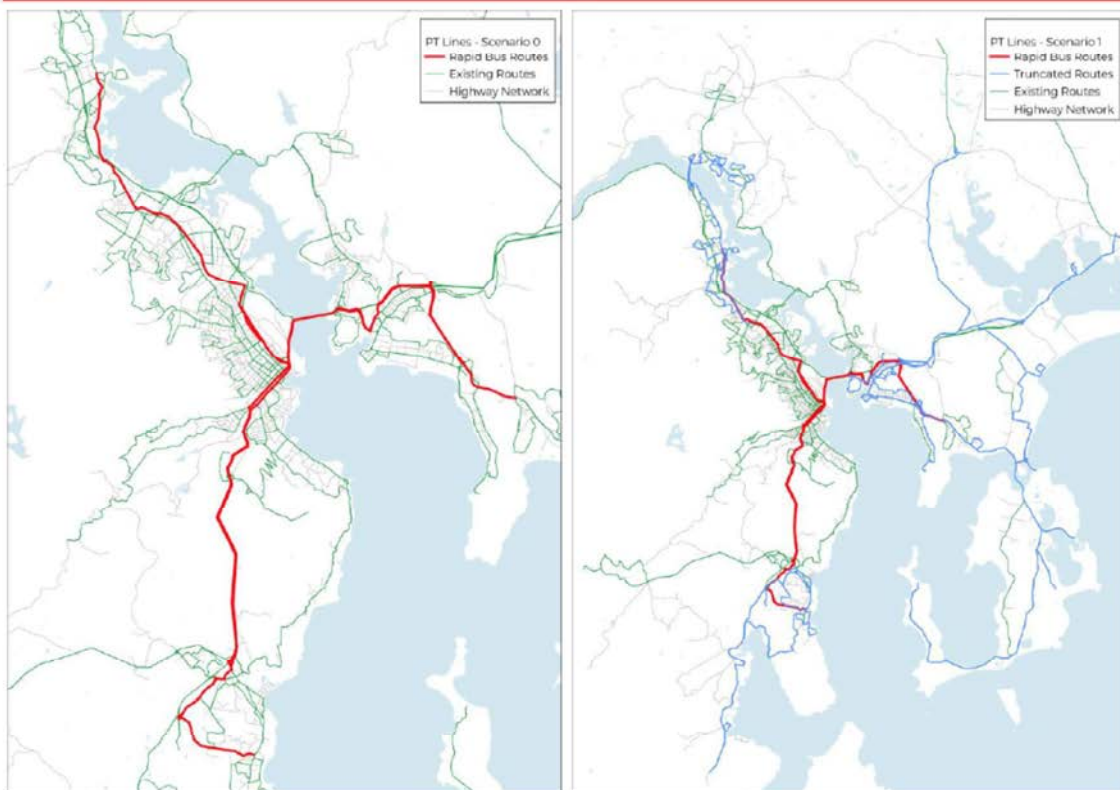 PT Lines - Scenario 0
Rapid Bus Routes
Existing Routes
Highway Network
PT Lines - Scenario 1
Rapid Bus Routes
Truncated Routes
Existing Routes
Highway Network